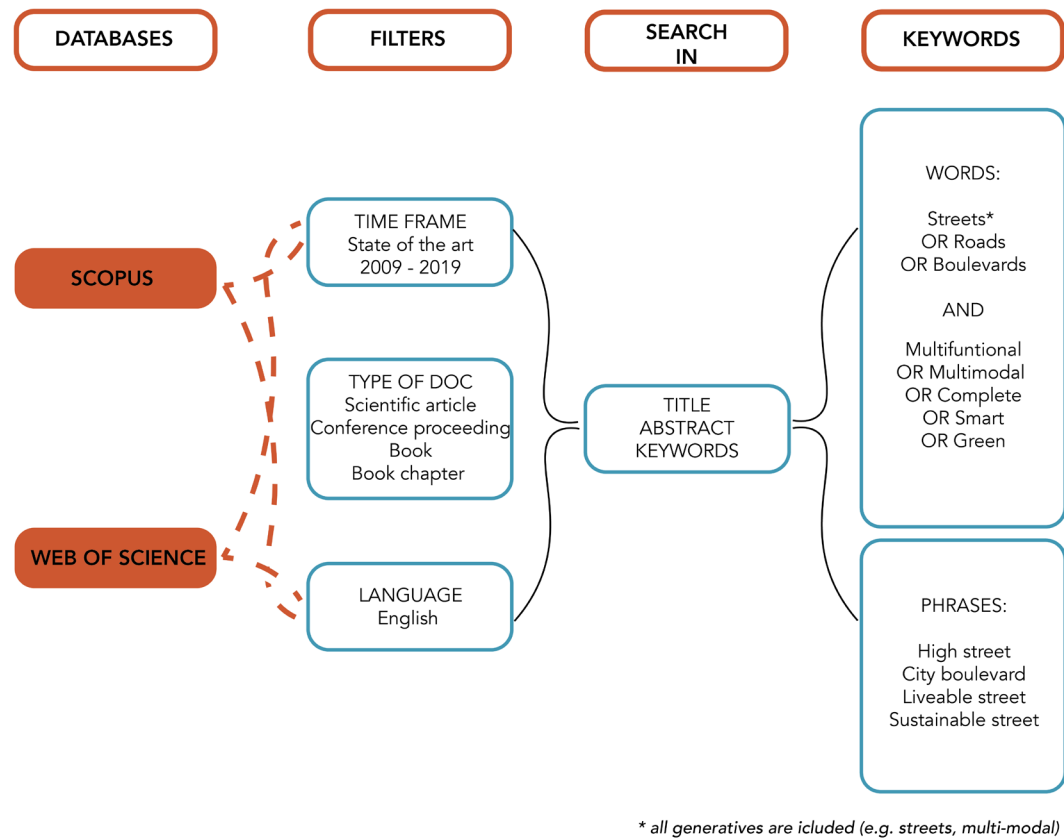 DATABASES
FILTERS
SEARCH
IN
KEYWORDS
SCOPUS
WEB OF SCIENCE
TIME FRAME
State of the art
2009 - 2019
TYPE OF DOC
Scientific article
Conference proceeding
Book
Book chapter
LANGUAGE
English
TITLE
ABSTRACT
KEYWORDS
WORDS:
Streets*
OR Roads
OR Boulevards
AND
Multifuntional
OR Multimodal
OR Complete
OR Smart
OR Green
PHRASES:
High street
City boulevard
Liveable street
Sustainable street
* all generatives are icluded (e.g. streets, multi-modal)